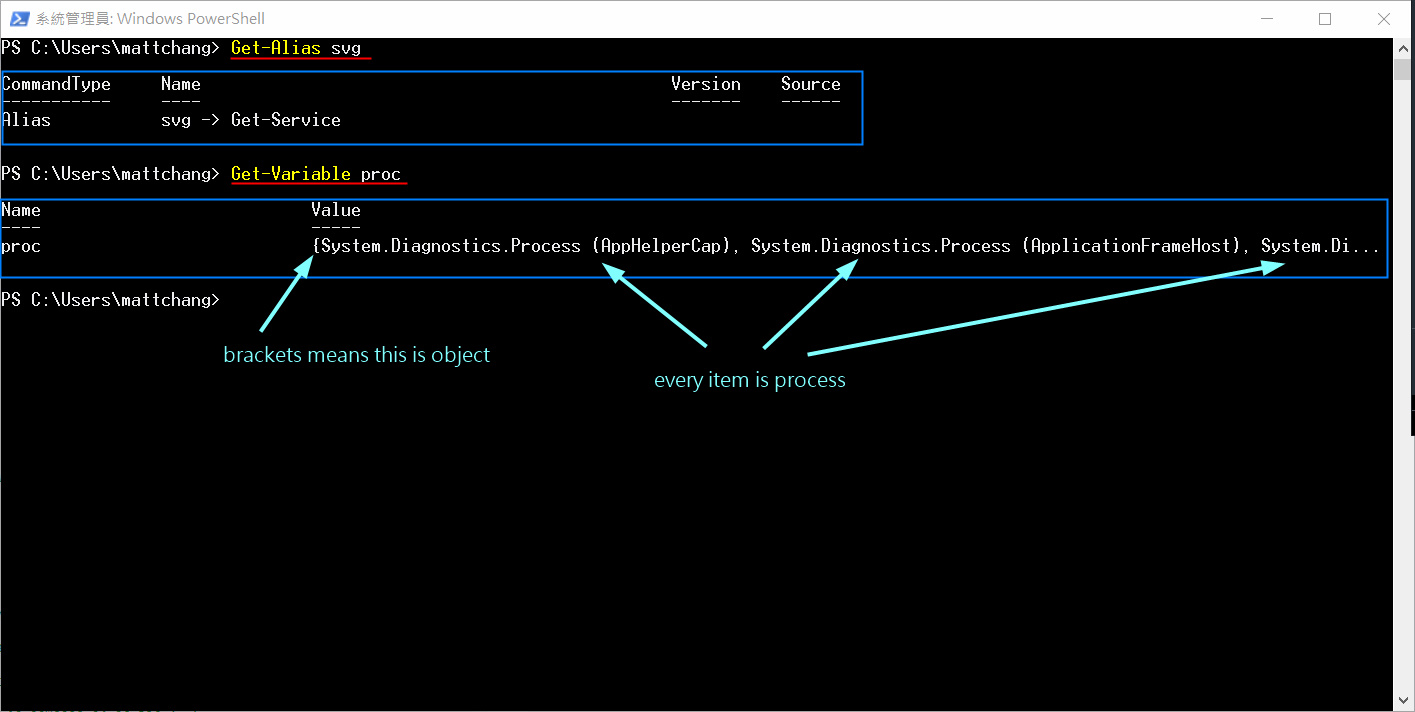 系統管理員: Windows PowerShell
PS C:\Users\mattchang> Get-Alias svg
CommandType Name Version Source
----------- ---- ------- ------
Alias svg -> Get-Service
PS C:\Users\mattchang> Get-Variable proc
Name Value
---- -----
proc {System.Diagnostics.Process (AppHelperCap), System.Diagnostics.Process (ApplicationFrameHost), System.Di...
PS C:\Users\mattchang>
brackets means this is object
every item is process